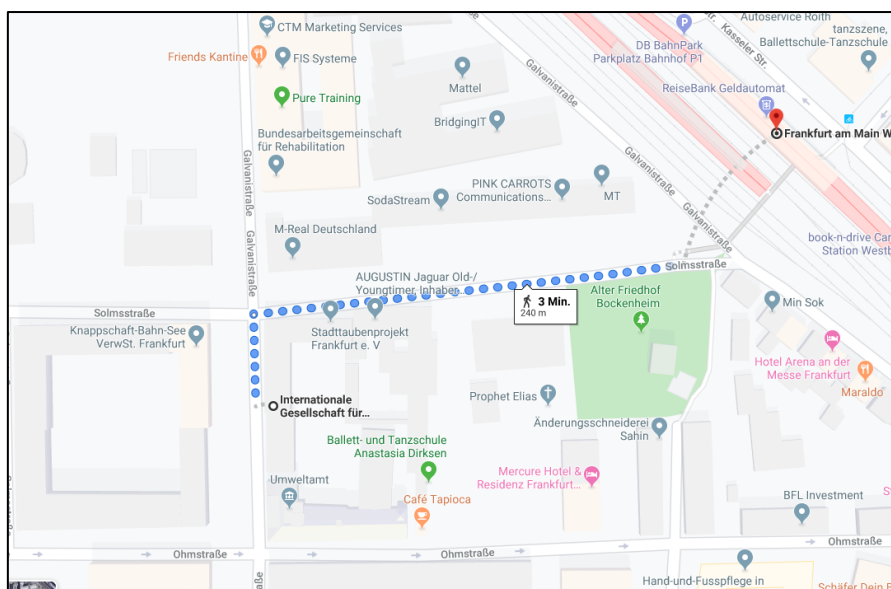 CTM Marketing Services
Friends Kantine
FIS Systeme
Pure Training
Bundesarbeitsgemeinschaft
für Rehabilitation
Galvanistraße
Galvanistraße
M-Real Deutschland
Mattel
BridgingIT
SodaStream
PINK CARROTS
Communications...
MT
Galvanistraße
Galvanistraße
Galvanistraße
DB BahnPark
Parkplatz Bahnhof P1
Kasseler Str.
Autoservice Roith
tanzszene,
Ballettschule-Tanzschule
ReiseBank Geldautomat
Frankfurt am Main W
book-n-drive Car
Station Westb
Solmsstraße
AUGUSTIN Jaguar Old-/
Youngtimer, Inhaber...
3 Min.
240 m
Alter Friedhof
Bockenheim
Solmsstraße
Knappschaft-Bahn-See
VerwSt. Frankfurt
Stadttaubenprojekt
Frankfurt e. V
Min Sok
Hotel Arena an der
Messe Frankfurt
Maraldo
Internationale
Gesellschaft für...
Prophet Elias
Änderungsschneiderei
Sahin
Ballett- und Tanzschule
Anastasia Dirksen
Umweltamt
Café Tapioca
Mercure Hotel &
Residenz Frankfurt...
BFL Investment
Ohmstraße
Ohmstraße
Ohmstraße
Hand-und-Fusspflege in
Schäfer Dein B